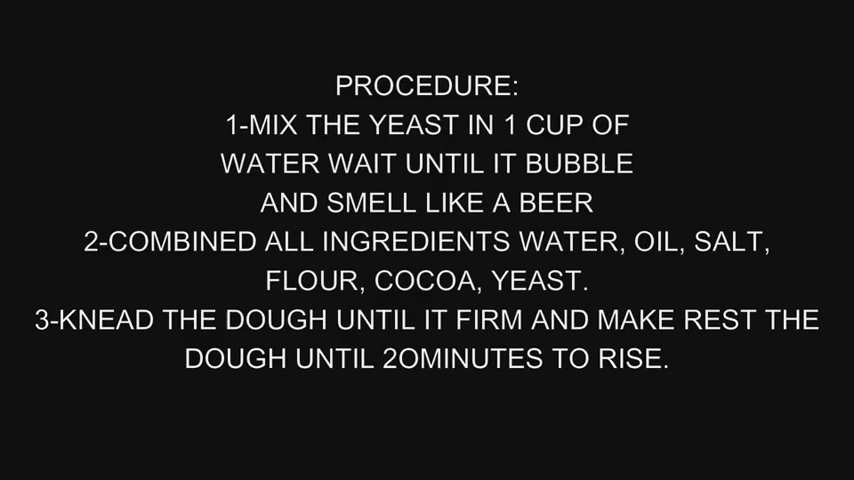 PROCEDURE:
1-MIX THE YEAST IN 1 CUP OF
WATER WAIT UNTIL IT BUBBLE
AND SMELL LIKE A BEER
2-COMBINED ALL INGREDIENTS WATER, OIL, SALT,
FLOUR, COCOA, YEAST.
3-KNEAD THE DOUGH UNTIL IT FIRM AND MAKE REST THE
DOUGH UNTIL 2OMINUTES TO RISE.